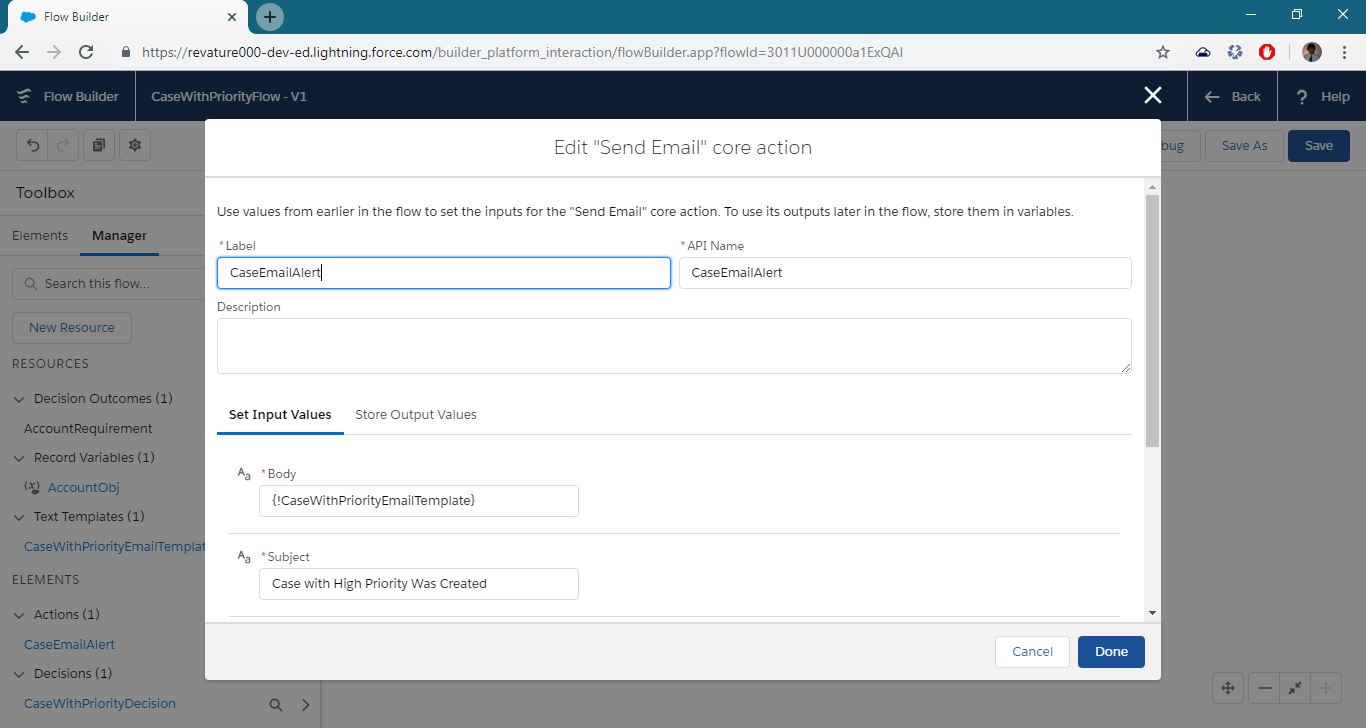 Flow Builder
https://revature000-dev-ed.lightning.force.com/builder_platform_interaction/flowBuilder.app?flowId=3011U000000a1ExQAI
Flow Builder
CaseWithPriorityFlow - V1
Back
? Help
bug
Save As
Save
Toolbox
Elements
Manager
Search this flow...
New Resource
RESOURCES
Decision Outcomes (1)
AccountRequirement
Record Variables (1)
AccountObj
Text Templates (1)
CaseWithPriorityEmailTemplat
ELEMENTS
Actions (1)
CaseEmailAlert
Decisions (1)
CaseWithPriorityDecision
Edit "Send Email" core action
Use values from earlier in the flow to set the inputs for the "Send Email" core action. To use its outputs later in the flow, store them in variables.
*Label
*API Name
CaseEmailAlert
CaseEmailAlert
Description
Set Input Values
Store Output Values
Aa *Body
{!CaseWithPriorityEmailTemplate}
Aa *Subject
Case with High Priority Was Created
Cancel
Done